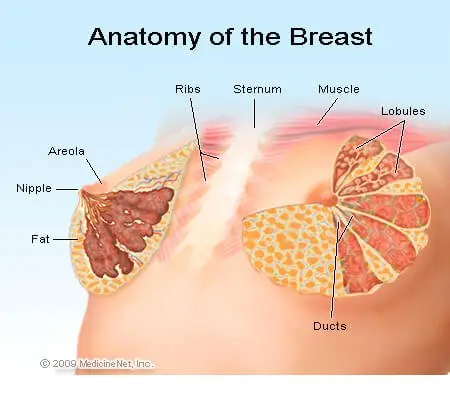 Anatomy of the Breast
Ribs Sternum Muscle
Lobules
Areola
Nipple
Fat
Ducts
© 2009 MedicineNet, Inc.